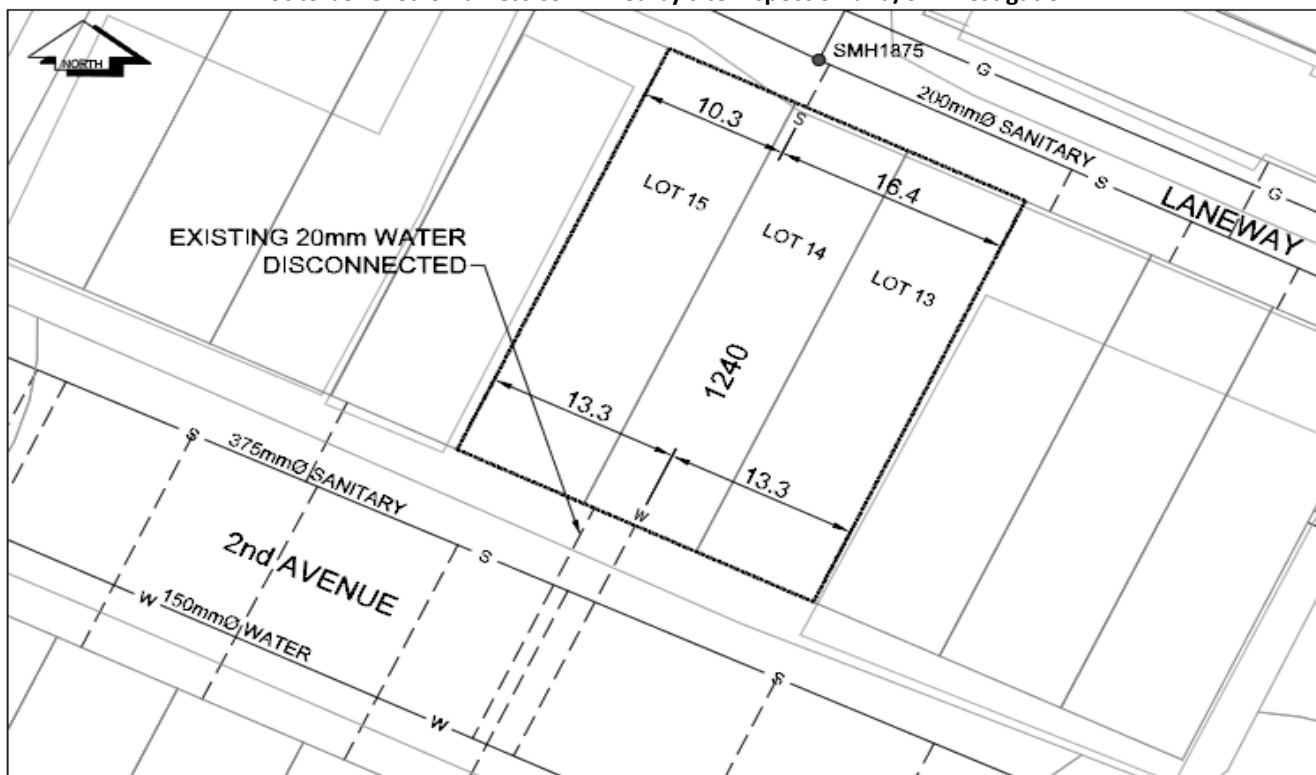 NORTH
SMH1875
G
200mmØ SANITARY
S
G
LANEWAY
10.3
S
16.4
LOT 15
LOT 14
LOT 13
EXISTING 20mm WATER
DISCONNECTED
1240
13.3
13.3
W
S
375mmØ SANITARY
S
S
2nd AVENUE
W
150mmØ WATER
W